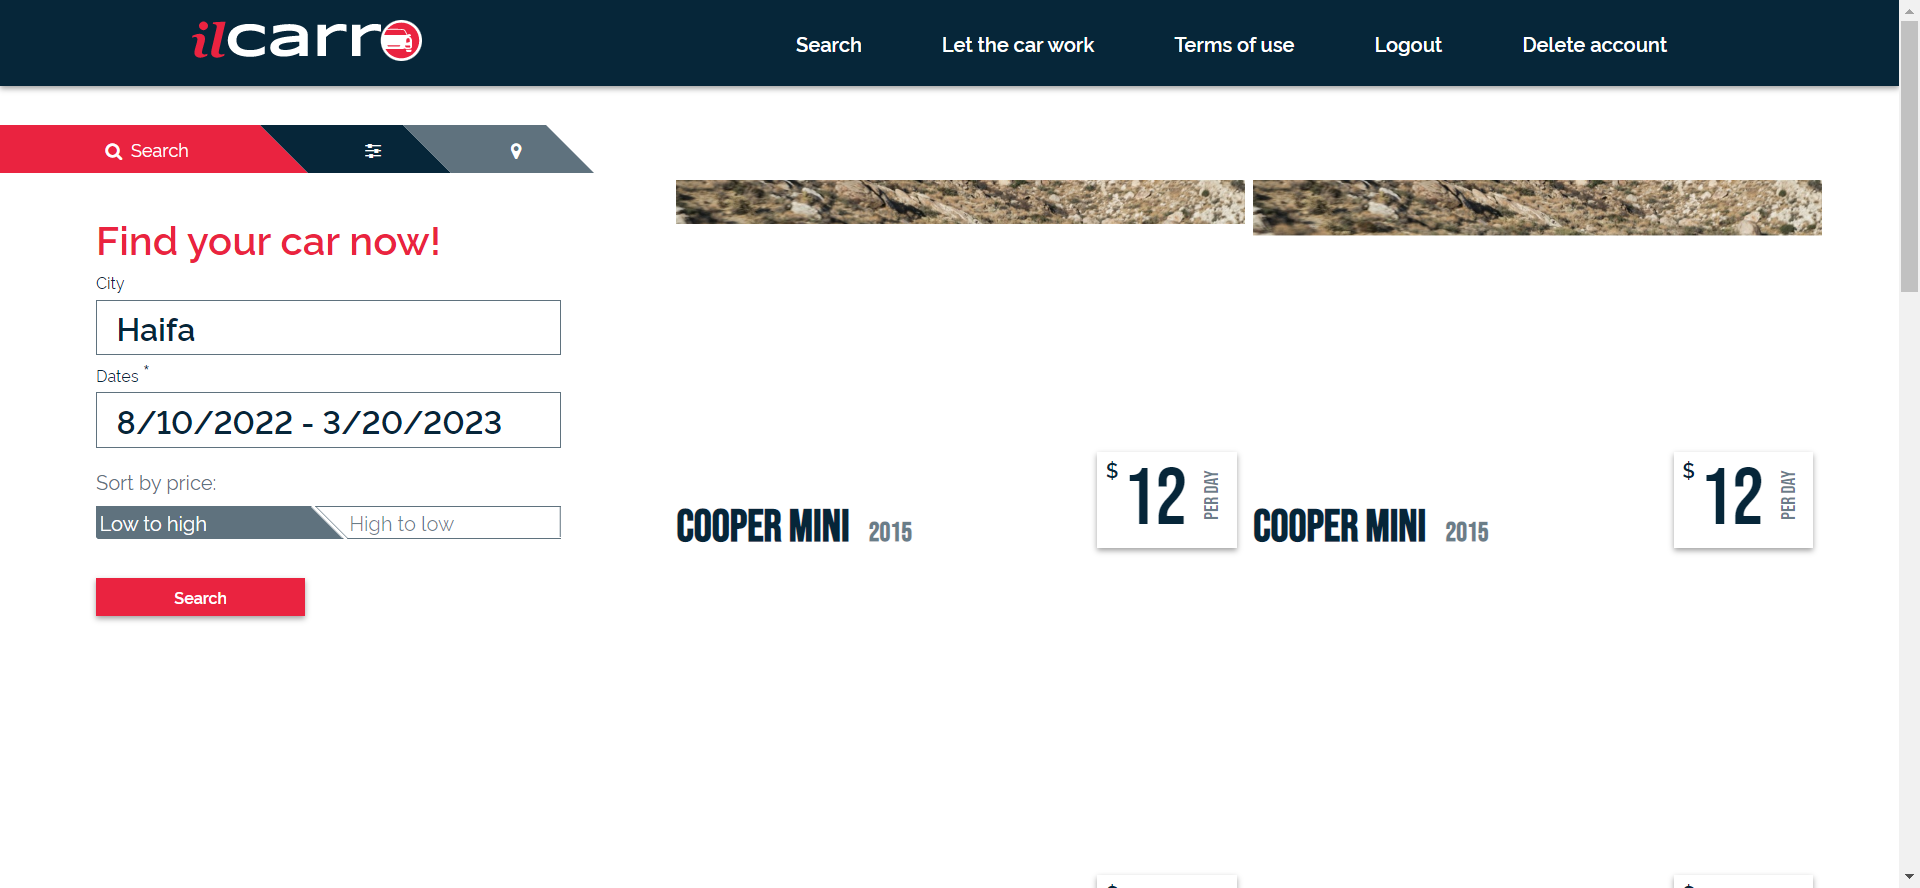 ilcarro
Search
Let the car work
Terms of use
Logout
Delete account
Search
Find your car now!
City
Haifa
Dates *
8/10/2022 - 3/20/2023
Sort by price:
Low to high
High to low
Search
COOPER MINI 2015
$ 12 PER DAY
COOPER MINI 2015
$ 12 PER DAY